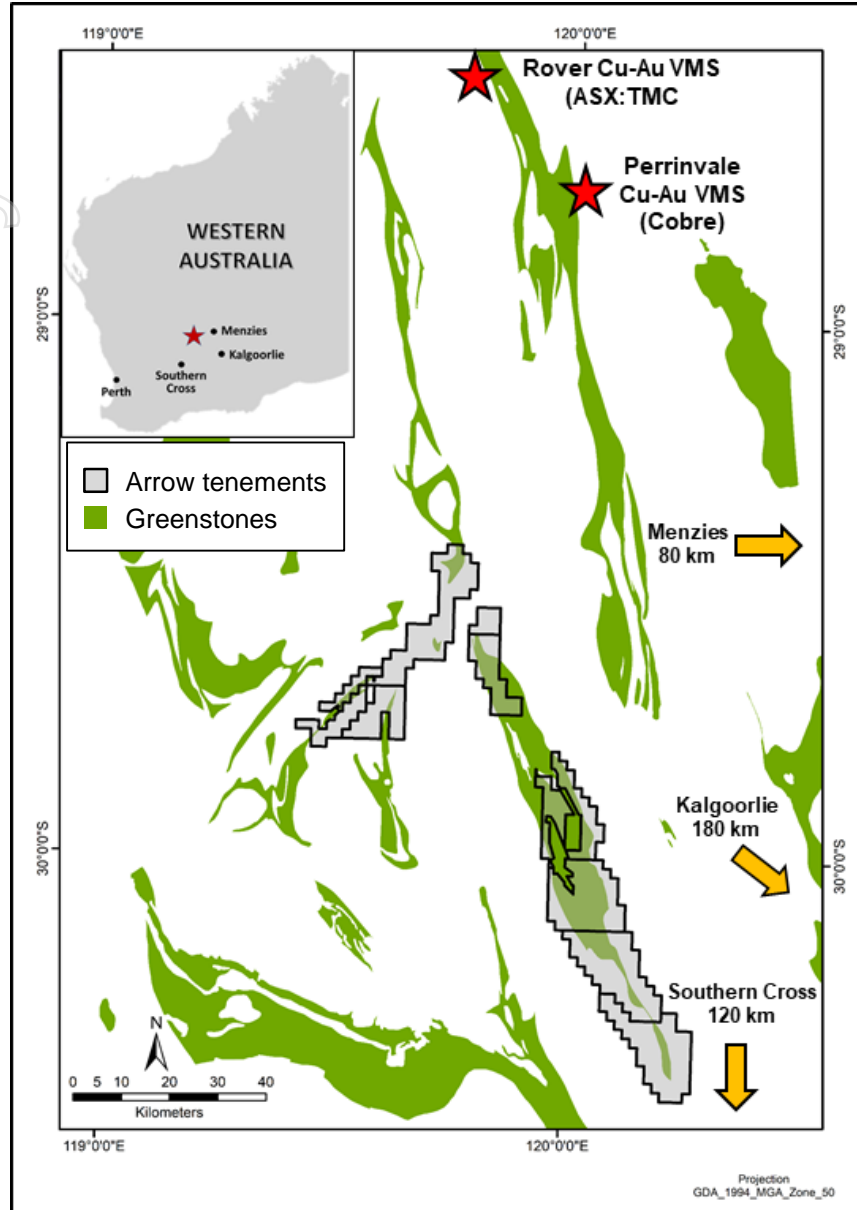 119°0'0"E
120°0'0"E
Rover Cu-Au VMS
(ASX:TMC
Perrinvale
Cu-Au VMS
(Cobre)
WESTERN
AUSTRALIA
Menzies
Kalgoorlie
Southern
Cross
Perth
29°0'0"S
29°0'0"S
Arrow tenements
Greenstones
Menzies
80 km
Kalgoorlie
180 km
30°0'0"S
30°0'0"S
Southern Cross
120 km
N
0 5 10 20 30 40
Kilometers
119°0'0"E
120°0'0"E
Projection
GDA_1994_MGA_Zone_50